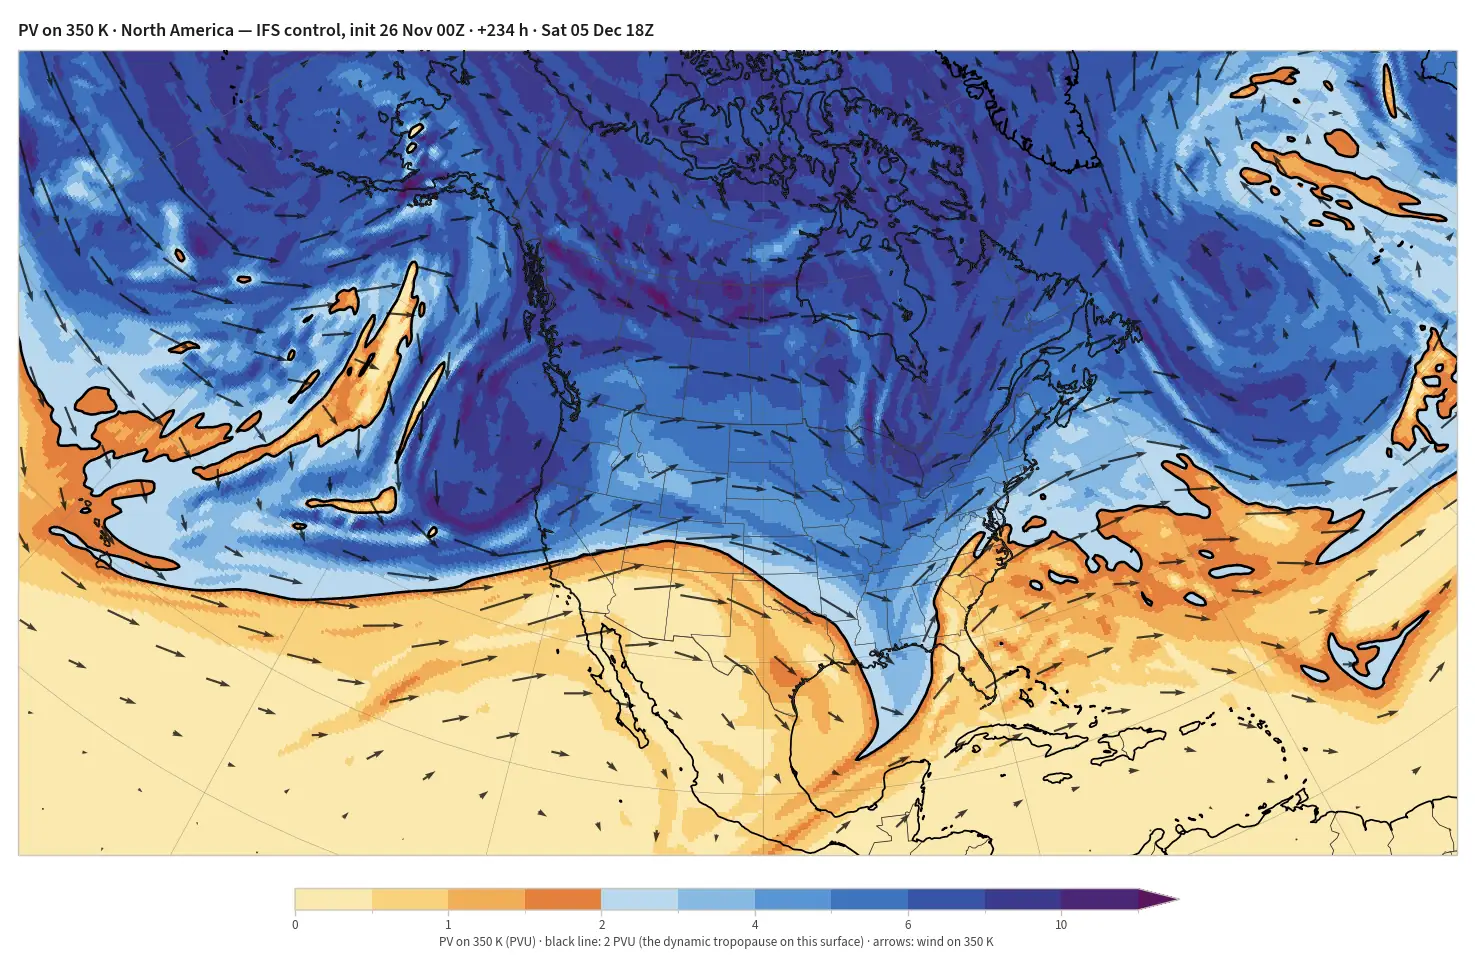 PV on 350 K · North America — IFS control, init 26 Nov 00Z · +234 h · Sat 05 Dec 18Z
0 1 2 4 6 10
PV on 350 K (PVU) · black line: 2 PVU (the dynamic tropopause on this surface) · arrows: wind on 350 K